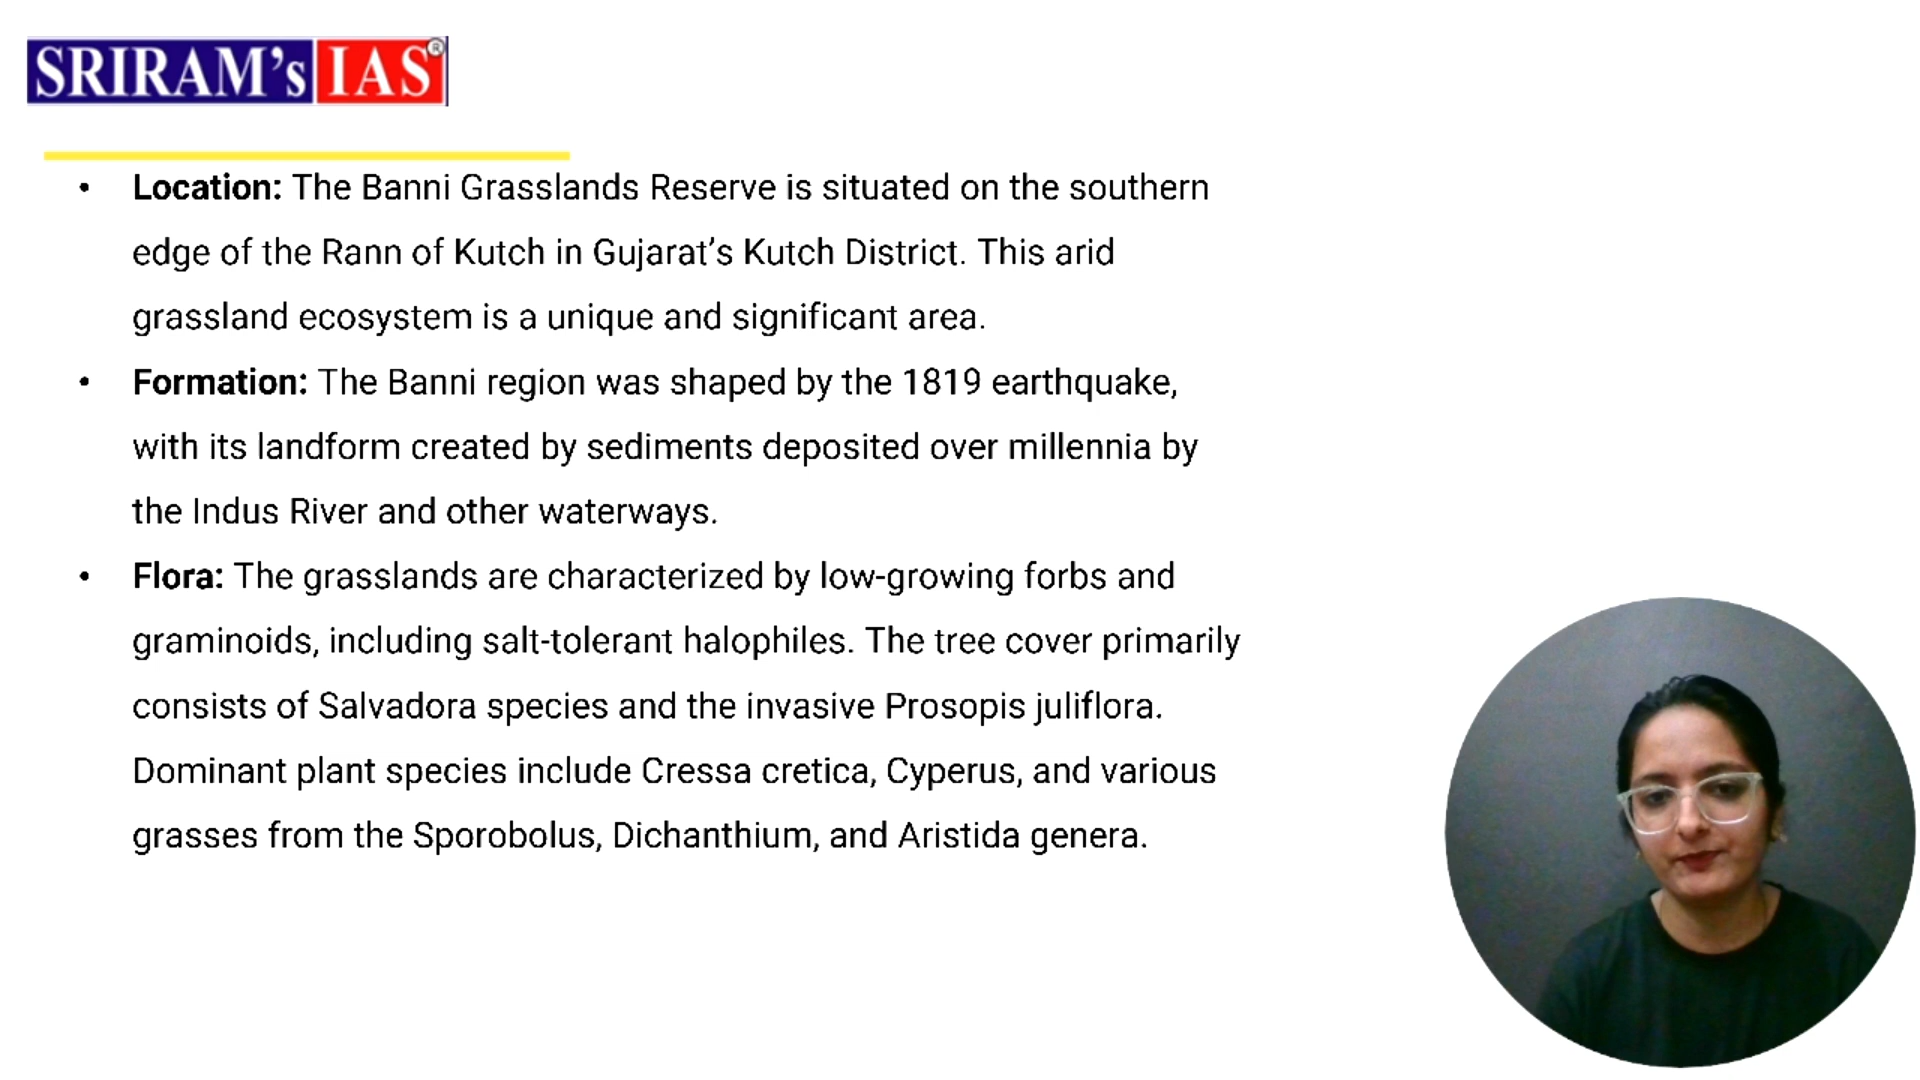 SRIRAM's IAS®
• Location: The Banni Grasslands Reserve is situated on the southern
edge of the Rann of Kutch in Gujarat’s Kutch District. This arid
grassland ecosystem is a unique and significant area.
• Formation: The Banni region was shaped by the 1819 earthquake,
with its landform created by sediments deposited over millennia by
the Indus River and other waterways.
• Flora: The grasslands are characterized by low-growing forbs and
graminoids, including salt-tolerant halophiles. The tree cover primarily
consists of Salvadora species and the invasive Prosopis juliflora.
Dominant plant species include Cressa cretica, Cyperus, and various
grasses from the Sporobolus, Dichanthium, and Aristida genera.